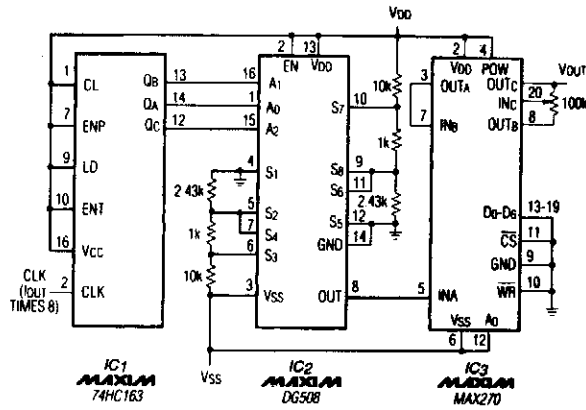 VDD
1 CL
7 ENP
9 LD
10 ENT
16 VCC
CLK 2 CLK
(fOUT
TIMES 8)
QB 13
QA 14
QC 12
IC1
MAXIM
74HC163
2 13
EN VDD
16 A1
1 A0
15 A2
4 S1
5 S2
7 S4
6 S3
3 VSS
2.43k
1k
10k
VSS
S7 10
S8 9
S6 11
S5 12
GND 14
OUT 8
IC2
MAXIM
DG508
10k
1k
2.43k
2 4
VDD POW
3 OUTA
7 INB
5 INA
OUTC VOUT
INC 20
100k
OUTB 8
D0-D6 13-19
CS 11
GND 9
WR 10
VSS A0
6 12
IC3
MAXIM
MAX270